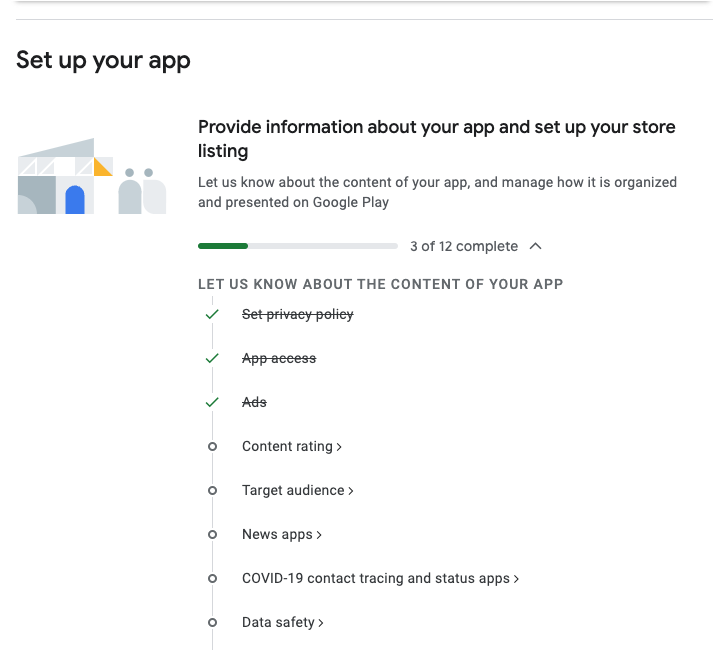 Set up your app
Provide information about your app and set up your store
listing
Let us know about the content of your app, and manage how it is organized
and presented on Google Play
3 of 12 complete
LET US KNOW ABOUT THE CONTENT OF YOUR APP
Set privacy policy
App access
Ads
Content rating
Target audience
News apps
COVID-19 contact tracing and status apps
Data safety